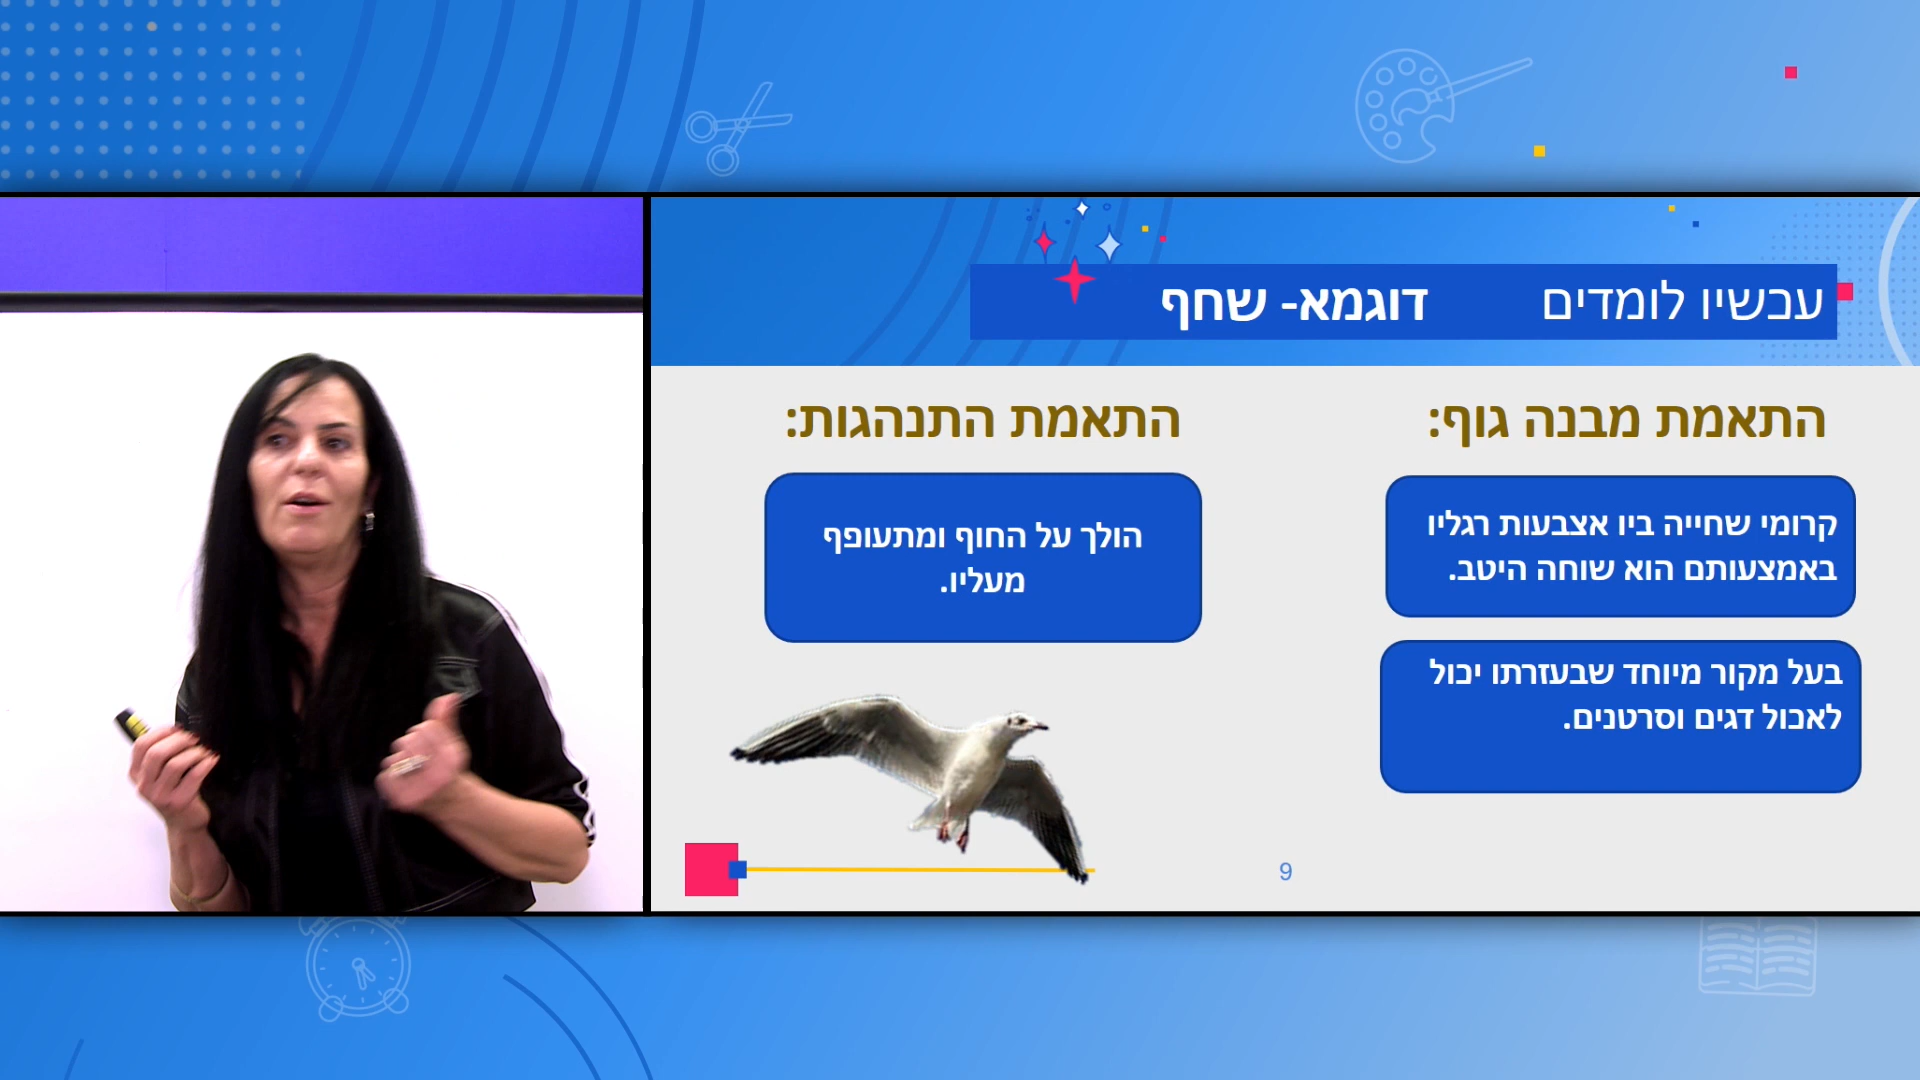 עכשיו לומדים דוגמא- שחף
התאמת מבנה גוף:
קרומי שחייה ביו אצבעות רגליו
באמצעותם הוא שוחה היטב.
בעל מקור מיוחד שבעזרתו יכול
לאכול דגים וסרטנים.
התאמת התנהגות:
הולך על החוף ומתעופף
מעליו.
9